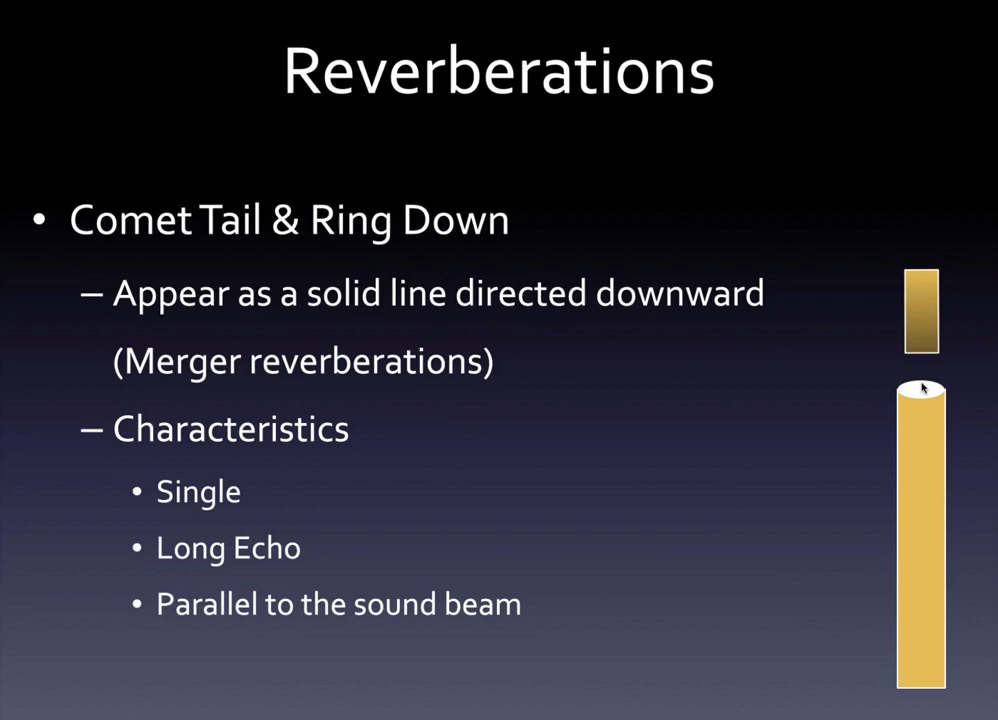 Reverberations
• Comet Tail & Ring Down
– Appear as a solid line directed downward
(Merger reverberations)
– Characteristics
• Single
• Long Echo
• Parallel to the sound beam